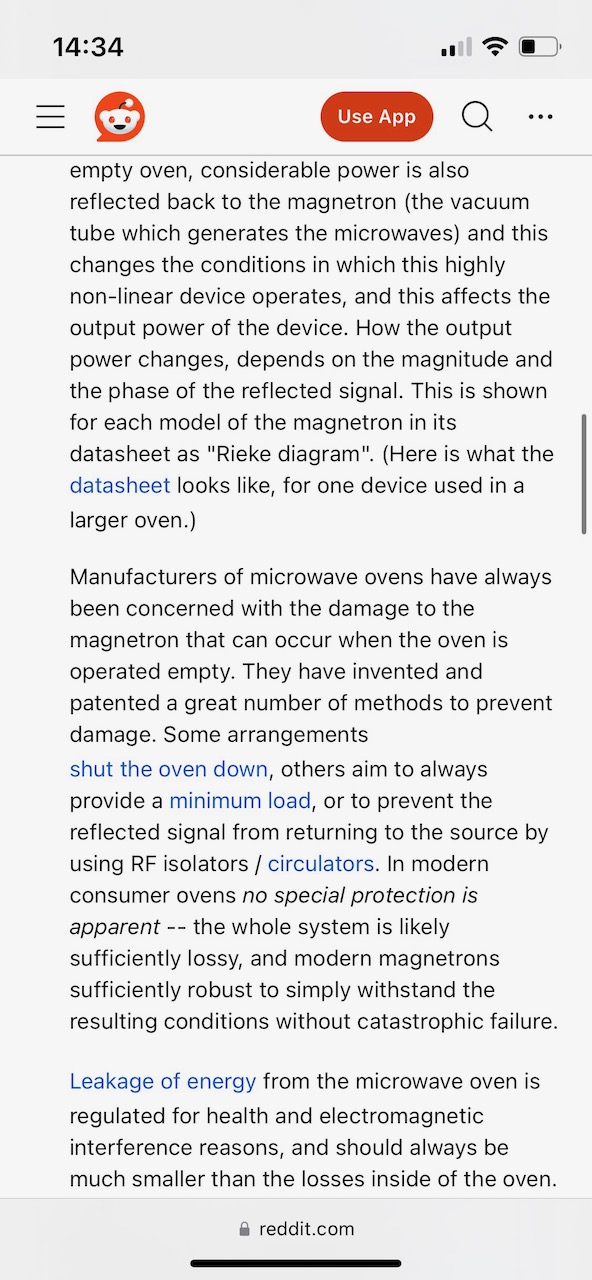 14:34
Use App
empty oven, considerable power is also
reflected back to the magnetron (the vacuum
tube which generates the microwaves) and this
changes the conditions in which this highly
non-linear device operates, and this affects the
output power of the device. How the output
power changes, depends on the magnitude and
the phase of the reflected signal. This is shown
for each model of the magnetron in its
datasheet as "Rieke diagram". (Here is what the
datasheet looks like, for one device used in a
larger oven.)
Manufacturers of microwave ovens have always
been concerned with the damage to the
magnetron that can occur when the oven is
operated empty. They have invented and
patented a great number of methods to prevent
damage. Some arrangements
shut the oven down, others aim to always
provide a minimum load, or to prevent the
reflected signal from returning to the source by
using RF isolators / circulators. In modern
consumer ovens no special protection is
apparent -- the whole system is likely
sufficiently lossy, and modern magnetrons
sufficiently robust to simply withstand the
resulting conditions without catastrophic failure.
Leakage of energy from the microwave oven is
regulated for health and electromagnetic
interference reasons, and should always be
much smaller than the losses inside of the oven.
reddit.com